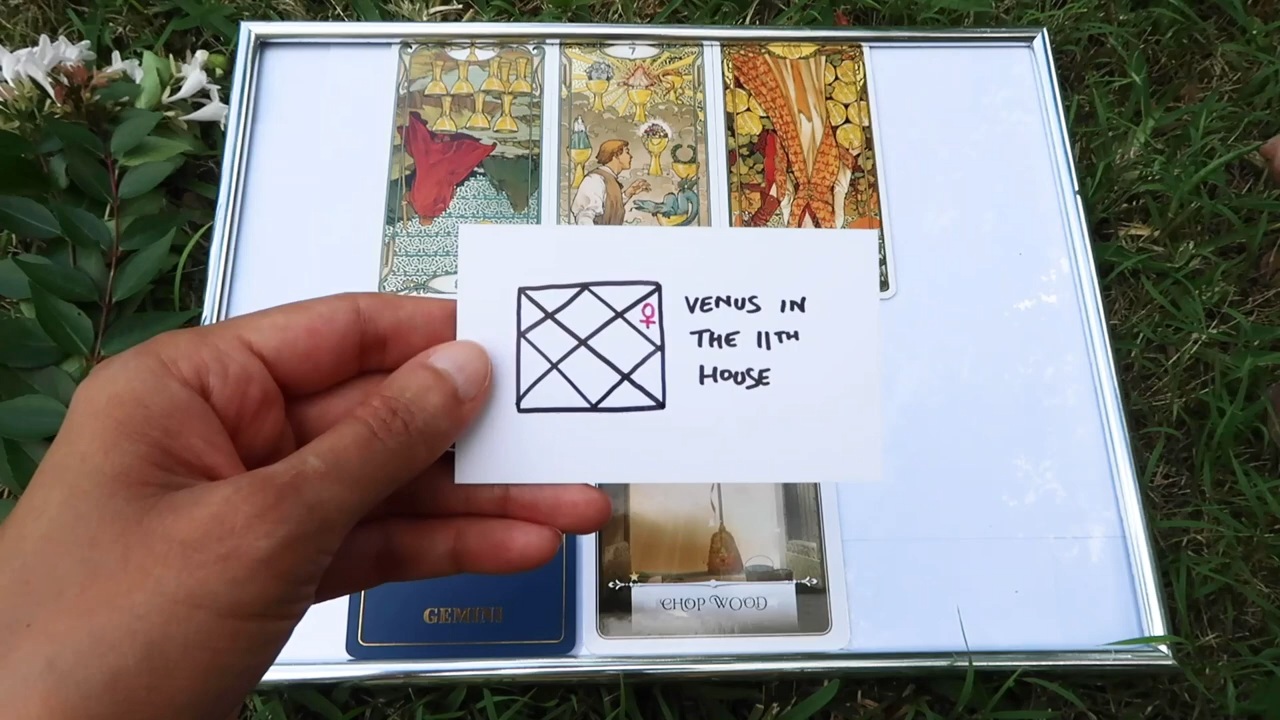 7
VENUS IN
THE 11TH
HOUSE
GEMINI
CHOP WOOD